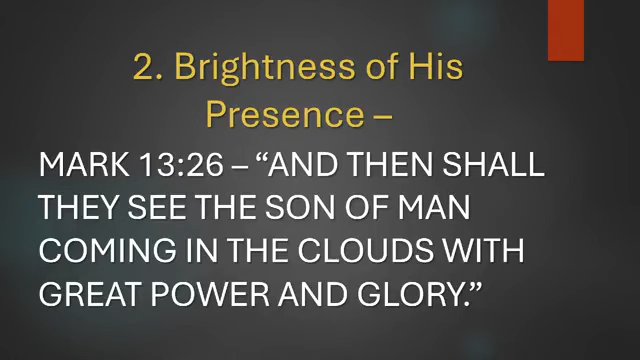 2. Brightness of His
Presence –
MARK 13:26 – “AND THEN SHALL
THEY SEE THE SON OF MAN
COMING IN THE CLOUDS WITH
GREAT POWER AND GLORY.”